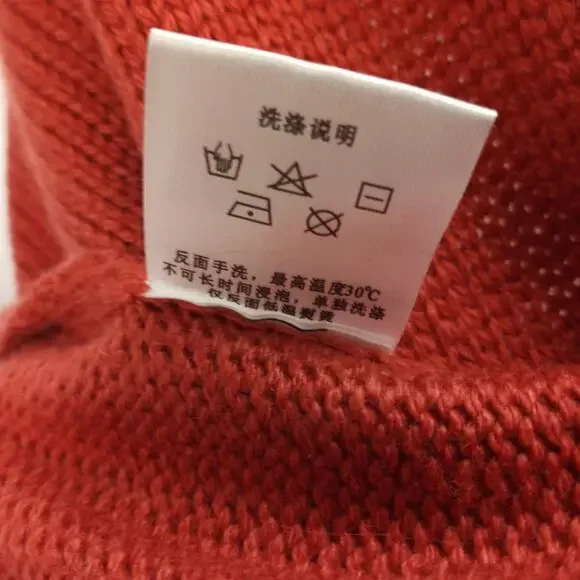 洗涤说明
反面手洗，最高温度30℃
不可长时间浸泡，单独洗涤
仅反面低温熨烫